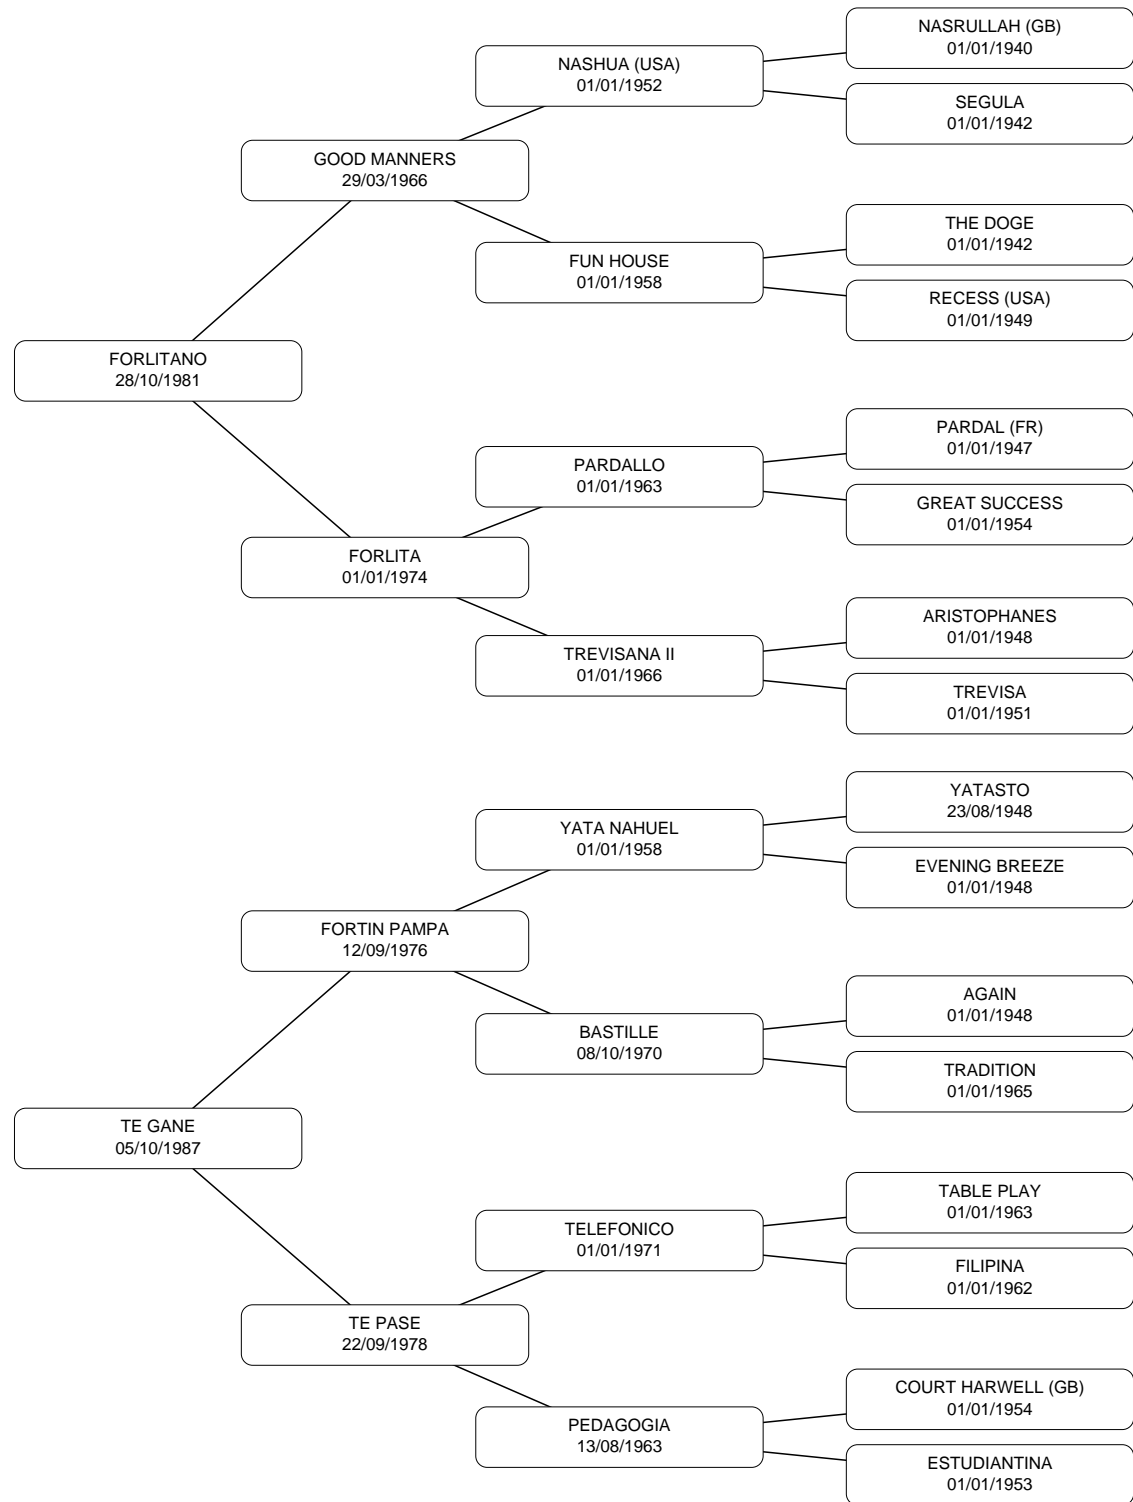 NASRULLAH (GB)
01/01/1940
NASHUA (USA)
01/01/1952
SEGULA
01/01/1942
GOOD MANNERS
29/03/1966
THE DOGE
01/01/1942
FUN HOUSE
01/01/1958
RECESS (USA)
01/01/1949
FORLITANO
28/10/1981
PARDAL (FR)
01/01/1947
PARDALLO
01/01/1963
GREAT SUCCESS
01/01/1954
FORLITA
01/01/1974
ARISTOPHANES
01/01/1948
TREVISANA II
01/01/1966
TREVISA
01/01/1951
YATASTO
23/08/1948
YATA NAHUEL
01/01/1958
EVENING BREEZE
01/01/1948
FORTIN PAMPA
12/09/1976
AGAIN
01/01/1948
BASTILLE
08/10/1970
TRADITION
01/01/1965
TE GANE
05/10/1987
TABLE PLAY
01/01/1963
TELEFONICO
01/01/1971
FILIPINA
01/01/1962
TE PASE
22/09/1978
COURT HARWELL (GB)
01/01/1954
PEDAGOGIA
13/08/1963
ESTUDIANTINA
01/01/1953